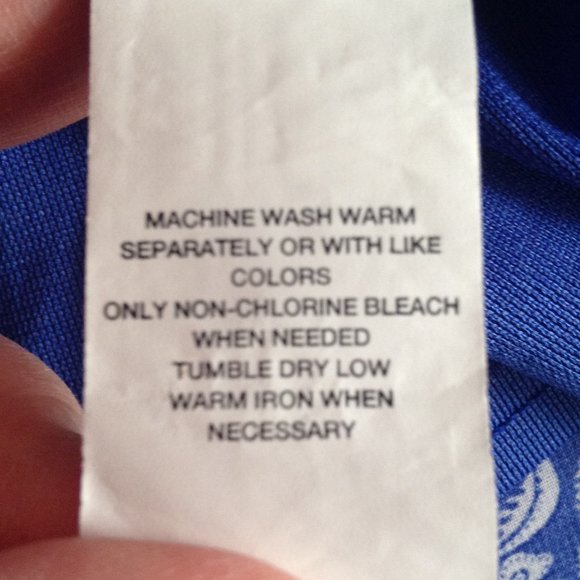 MACHINE WASH WARM
SEPARATELY OR WITH LIKE
COLORS
ONLY NON-CHLORINE BLEACH
WHEN NEEDED
TUMBLE DRY LOW
WARM IRON WHEN
NECESSARY